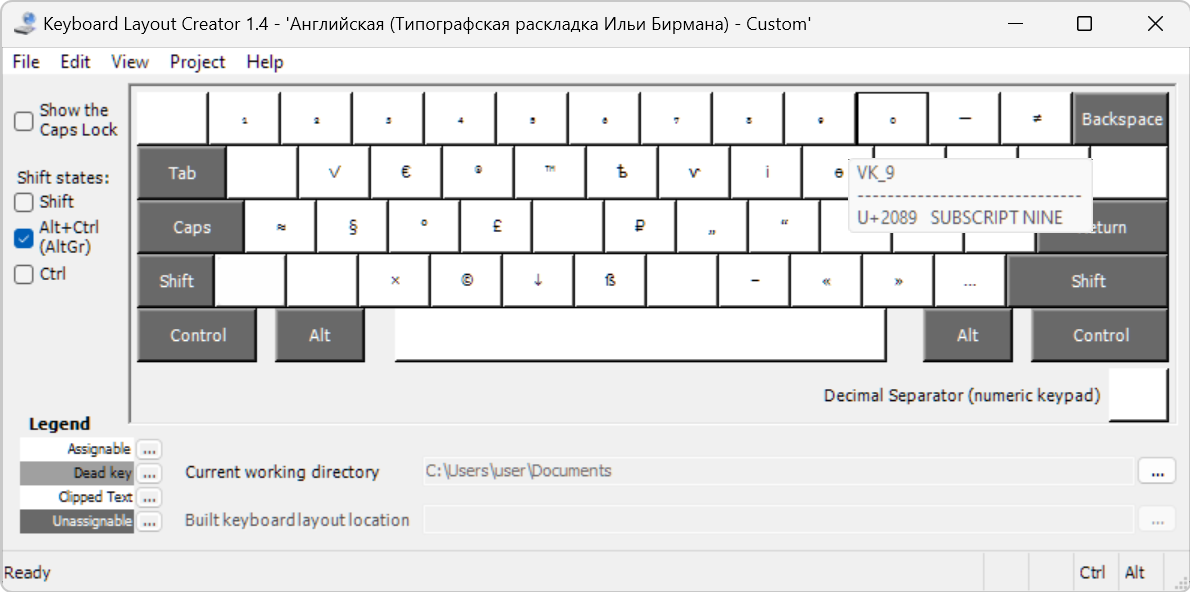 Keyboard Layout Creator 1.4 - 'Английская (Типографская раскладка Ильи Бирмана) - Custom'
File Edit View Project Help
Show the
Caps Lock
Shift states:
Shift
Alt+Ctrl
(AltGr)
Ctrl
₁ ₂ ₃ ₄ ₅ ₆ ₇ ₈ ₉ ₀ — ≠ Backspace
Tab √ € ® ™ ѣ ѵ і ѳ
VK_9
--------------------------------
U+2089 SUBSCRIPT NINE
Caps ≈ § ° £ ₽ „ “ Return
Shift × © ↓ ß – « » … Shift
Control Alt Alt Control
Decimal Separator (numeric keypad)
Legend
Assignable ...
Dead key ...
Clipped Text ...
Unassignable ...
Current working directory C:\Users\user\Documents ...
Built keyboard layout location ...
Ready Ctrl Alt